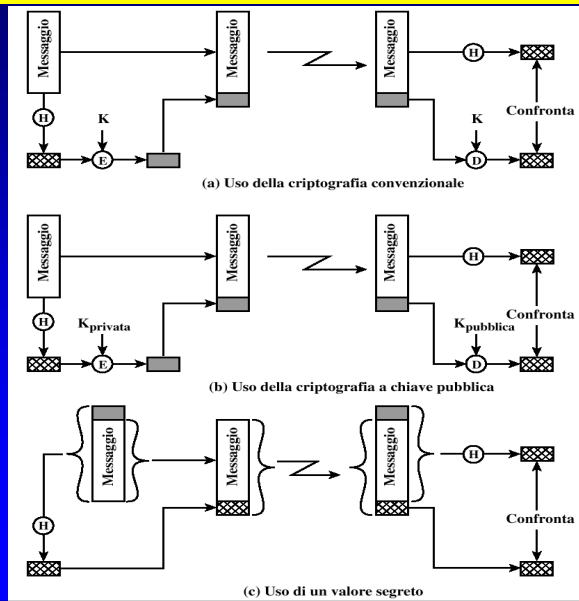 Messaggio
Messaggio
Messaggio
H
H
K
K
Confronta
E
D
(a) Uso della criptografia convenzionale
Messaggio
Messaggio
Messaggio
H
H
Kprivata
Kpubblica
Confronta
E
D
(b) Uso della criptografia a chiave pubblica
Messaggio
Messaggio
Messaggio
H
H
Confronta
(c) Uso di un valore segreto